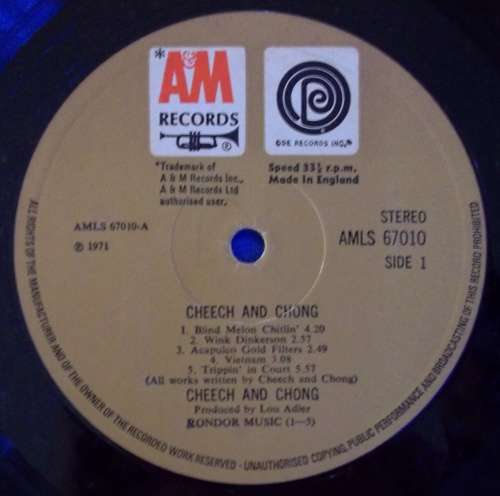 *A&M
RECORDS
®
ODE RECORDS INC.*
*Trademark of
A & M Records Inc.,
A & M Records Ltd
authorised user.
Speed 33⅓ r.p.m.
Made In England
AMLS 67010-A
℗ 1971
STEREO
AMLS 67010
SIDE 1
CHEECH AND CHONG
1. Blind Melon Chitlin' 4.20
2. Wink Dinkerson 2.57
3. Acapulco Gold Filters 2.49
4. Vietnam 3.08
5. Trippin' in Court 5.57
(All works written by Cheech and Chong)
CHEECH AND CHONG
Produced by Lou Adler
RONDOR MUSIC (1—5)
ALL RIGHTS OF THE MANUFACTURER AND OF THE OWNER OF THE RECORDED WORK RESERVED - UNAUTHORISED COPYING, PUBLIC PERFORMANCE AND BROADCASTING OF THIS RECORD PROHIBITED